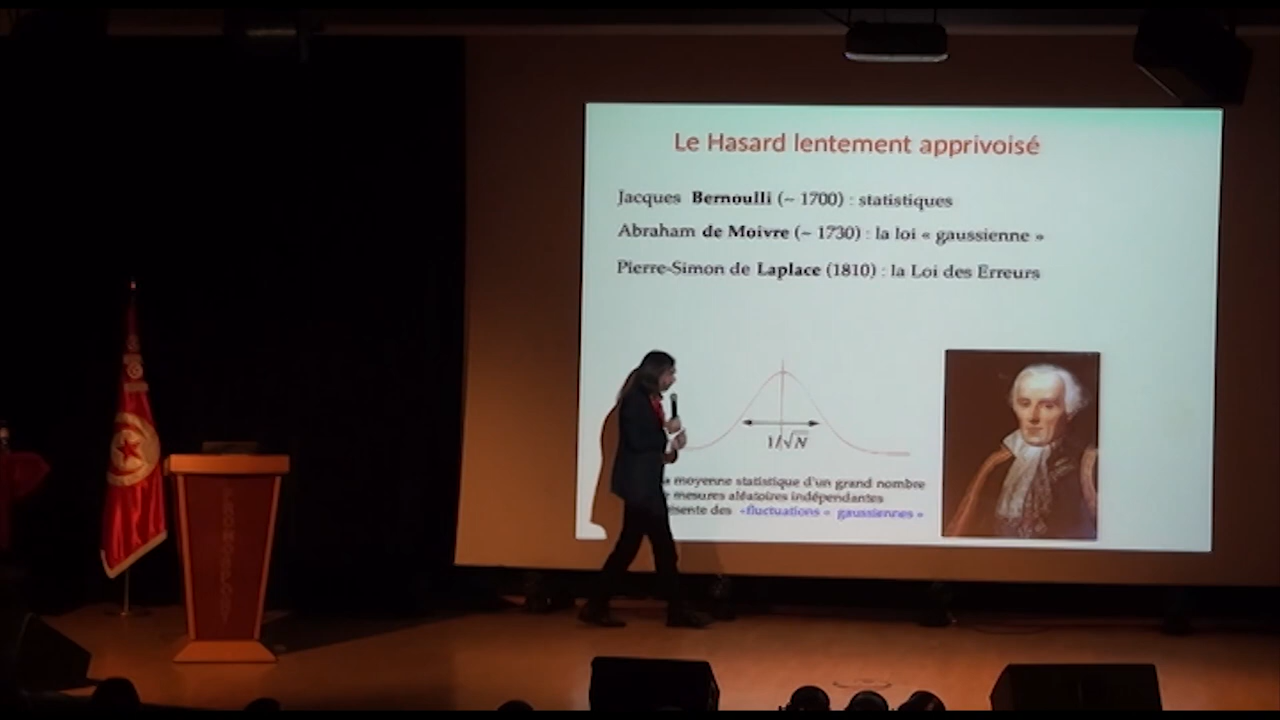 Le Hasard lentement apprivoisé
Jacques Bernoulli (~ 1700) : statistiques
Abraham de Moivre (~ 1730) : la loi « gaussienne »
Pierre-Simon de Laplace (1810) : la Loi des Erreurs
1/√N
a moyenne statistique d'un grand nombre
mesures aléatoires indépendantes
des «fluctuations « gaussiennes »